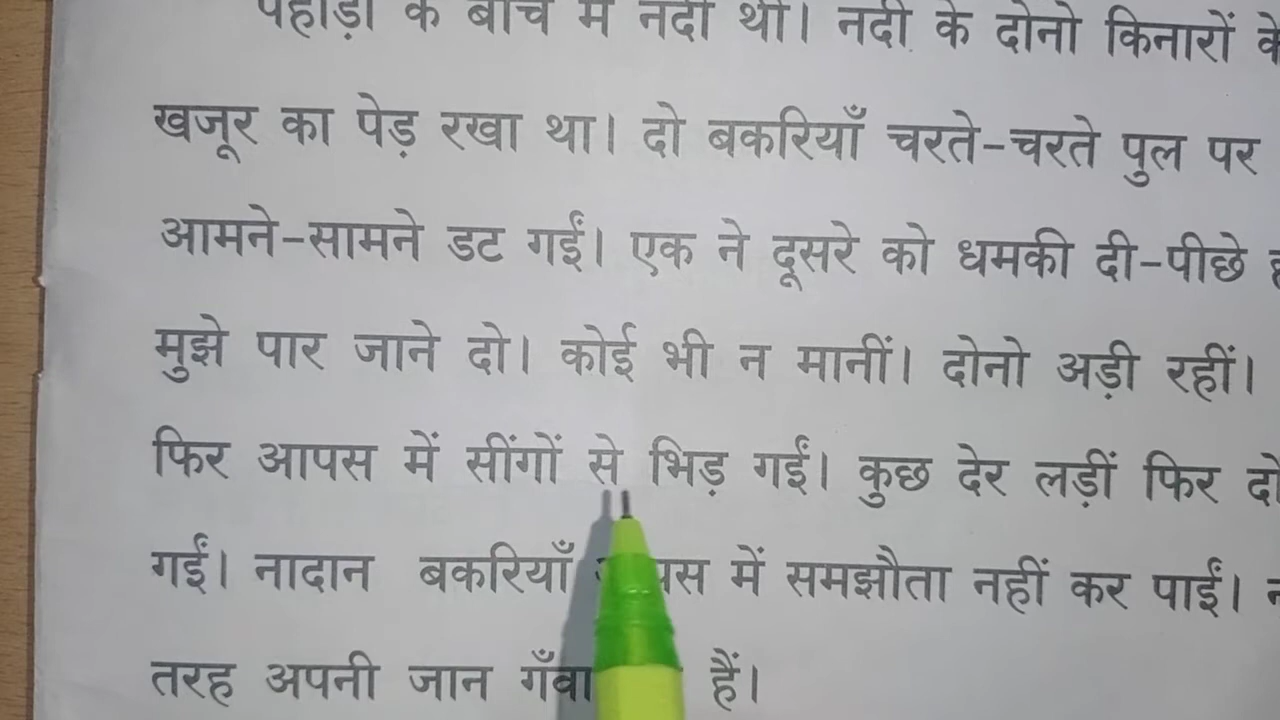 पहाड़ों के बीच में नदी थी। नदी के दोनो किनारों के
खजूर का पेड़ रखा था। दो बकरियाँ चरते-चरते पुल पर
आमने-सामने डट गईं। एक ने दूसरे को धमकी दी-पीछे
मुझे पार जाने दो। कोई भी न मानीं। दोनो अड़ी रहीं।
फिर आपस में सींगों से भिड़ गईं। कुछ देर लड़ीं फिर
गईं। नादान बकरियाँ में समझौता नहीं कर पाईं।
तरह अपनी जान हैं।